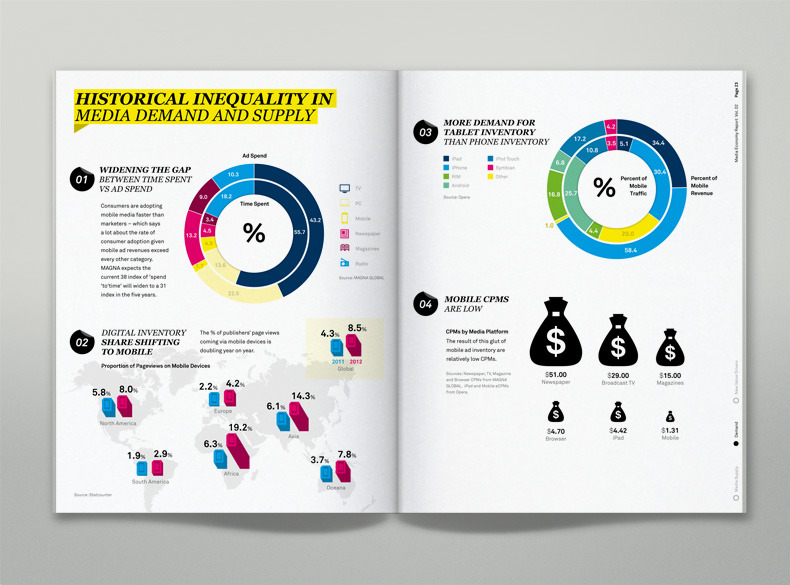 HISTORICAL INEQUALITY IN
MEDIA DEMAND AND SUPPLY
01
WIDENING THE GAP
BETWEEN TIME SPENT
VS AD SPEND
Consumers are adopting
mobile media faster than
marketers – which says
a lot about the rate of
consumer adoption given
mobile ad revenues exceed
every other category.
MAGNA expects the
current 38 index of 'spend
'to'time' will widen to a 31
index in the five years.
Ad Spend
Time Spent
%
10.3
18.2
9.0
3.4
4.5
13.2
13.6
43.2
55.7
TV
PC
Mobile
Newspaper
Magazines
Radio
Source: MAGNA GLOBAL
02
DIGITAL INVENTORY
SHARE SHIFTING
TO MOBILE
The % of publishers' page views
coming via mobile devices is
doubling year on year.
Proportion of Pageviews on Mobile Devices
4.3% 8.5%
2011 2012
Global
5.8% 8.0%
North America
2.2% 4.2%
Europe
6.1% 14.3%
Asia
1.9% 2.9%
South America
6.3% 19.2%
Africa
3.7% 7.8%
Oceana
Source: Statcounter
03
MORE DEMAND FOR
TABLET INVENTORY
THAN PHONE INVENTORY
iPad
iPhone
RIM
Android
iPod Touch
Symbian
Other
Source: Opera
%
Percent of
Mobile
Traffic
Percent of
Mobile
Revenue
4.2
34.4
17.2
3.5
5.1
10.8
30.4
6.8
25.7
16.8
4.4
20.0
1.0
58.4
04
MOBILE CPMS
ARE LOW
CPMs by Media Platform
The result of this glut of
mobile ad inventory are
relatively low CPMs.
Sources: Newspaper, TV, Magazine
and Browser CPMs from MAGNA
GLOBAL. iPad and Mobile eCPMs
from Opera.
$
$51.00
Newspaper
$
$29.00
Broadcast TV
$
$15.00
Magazines
$
$4.70
Browser
$
$4.42
iPad
$
$1.31
Mobile
Media Economy Report Vol. 02 Page 23
Demand
Media Supply